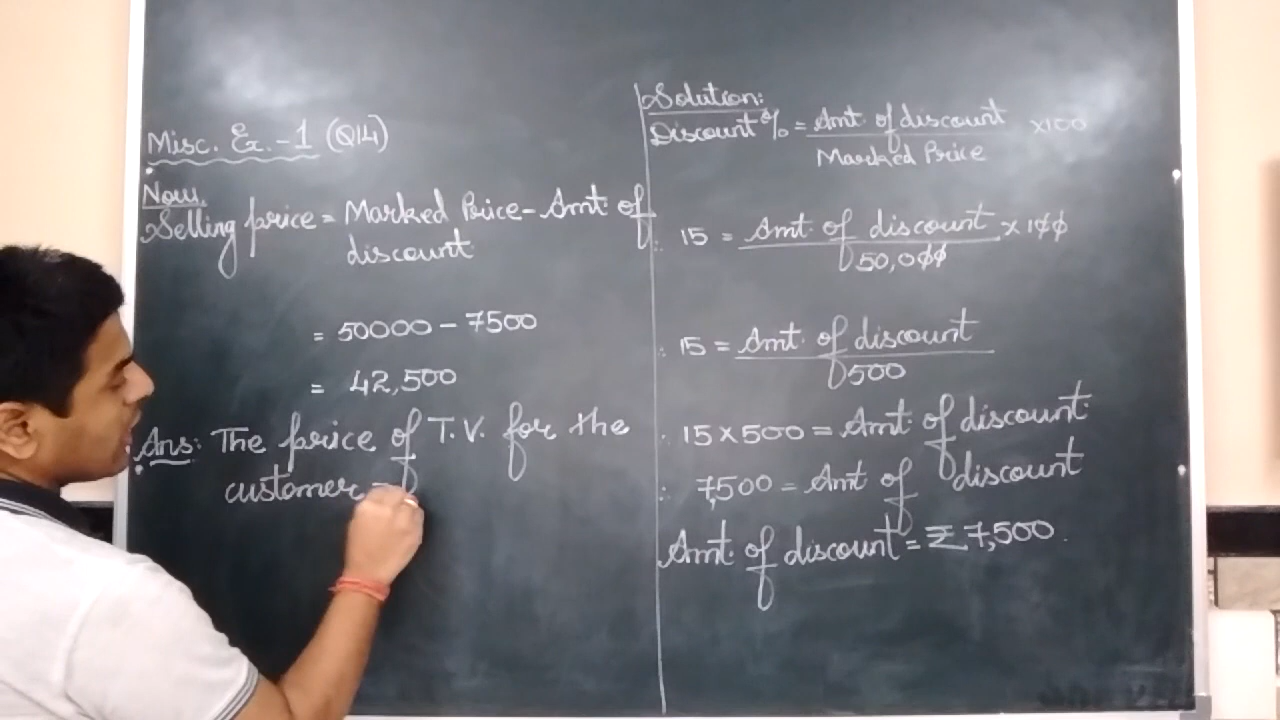 Misc. Ex.-1 (Q14)
Now,
Selling price = Marked Price - Amt. of
discount
= 50000 - 7500
= 42,500
Ans: The price of T.V. for the
customer =
Solution:
Discount % = Amt. of discount ×100
Marked Price
∴ 15 = Amt. of discount × 100
50,000
∴ 15 = Amt. of discount
500
∴ 15×500 = Amt. of discount
∴ 7,500 = Amt of discount
Amt. of discount = ₹ 7,500.